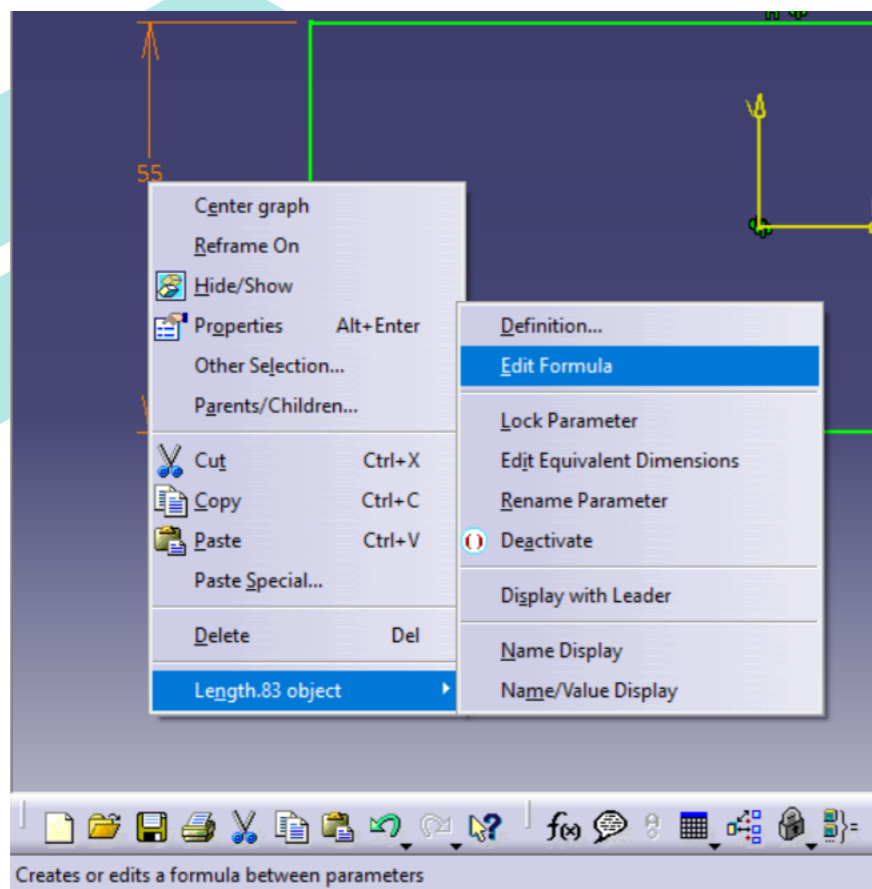 55
Center graph
Reframe On
Hide/Show
Properties Alt+Enter
Other Selection...
Parents/Children...
Cut Ctrl+X
Copy Ctrl+C
Paste Ctrl+V
Paste Special...
Delete Del
Length.83 object
Definition...
Edit Formula
Lock Parameter
Edit Equivalent Dimensions
Rename Parameter
Deactivate
Display with Leader
Name Display
Name/Value Display
f(x)
Creates or edits a formula between parameters